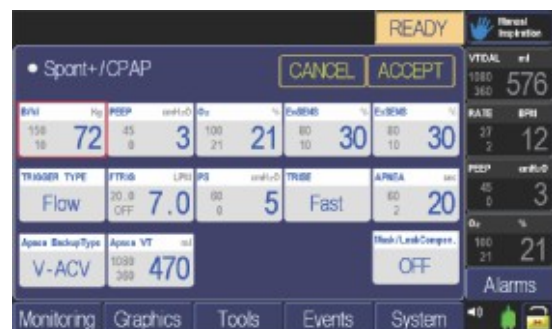 READY
Manual Inspiration
VTIDAL ml
1080 360 576
Spont+/CPAP
CANCEL ACCEPT
RATE BPM
27 2 12
Kg PEEP cmH2O O2 % ExSENS % ExSENS %
150 10 72 45 0 3 100 21 21 80 10 30 80 10 30
PEEP cmH2O
45 0 3
TRIGGER TYPE FTRIG LPM PS cmH2O TRISE APNEA sec
Flow 20.0 OFF 7.0 60 0 5 Fast 60 2 20
O2 %
100 21 21
Apnea BackupType Apnea VT ml Mask/LeakCompen.
V-ACV 1080 360 470 OFF
Alarms
Monitoring Graphics Tools Events System